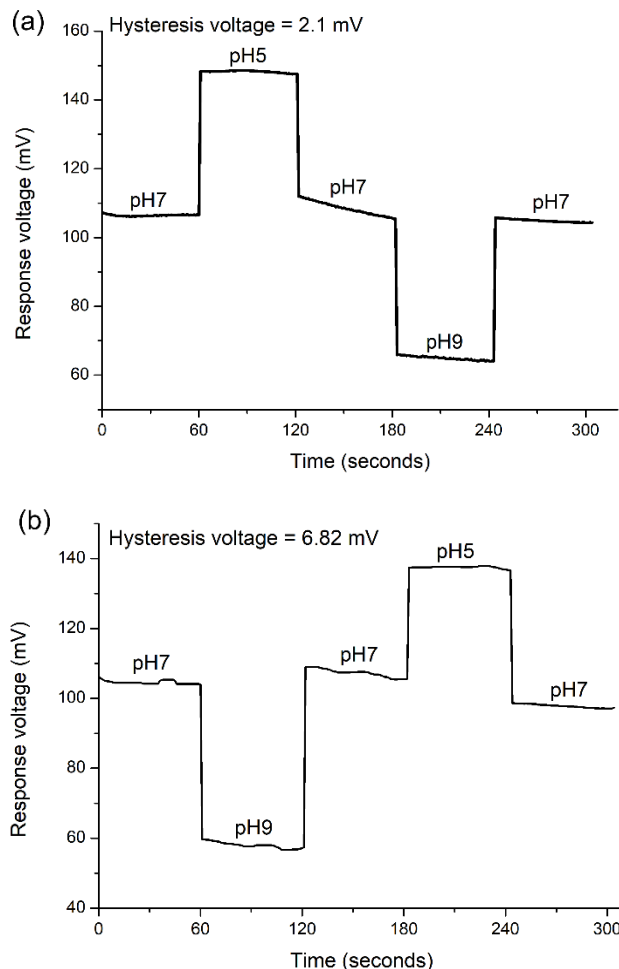 (a)
Hysteresis voltage = 2.1 mV
160
140
120
100
80
60
Response voltage (mV)
pH7
pH5
pH7
pH9
pH7
0
60
120
180
240
300
Time (seconds)
(b)
Hysteresis voltage = 6.82 mV
140
120
100
80
60
40
Response voltage (mV)
pH7
pH9
pH7
pH5
pH7
0
60
120
180
240
300
Time (seconds)